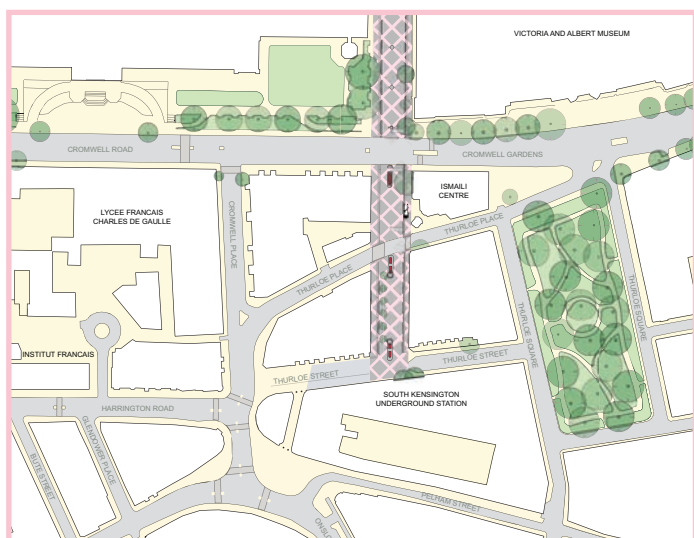 VICTORIA AND ALBERT MUSEUM
CROMWELL ROAD
CROMWELL GARDENS
ISMAILI
CENTRE
LYCEE FRANCAIS
CHARLES DE GAULLE
CROMWELL PLACE
THURLOE PLACE
THURLOE PLACE
THURLOE SQUARE
THURLOE SQUARE
INSTITUT FRANCAIS
THURLOE STREET
THURLOE STREET
SOUTH KENSINGTON
UNDERGROUND STATION
HARRINGTON ROAD
GLENDOWER PLACE
BUTE STREET
PELHAM STREET